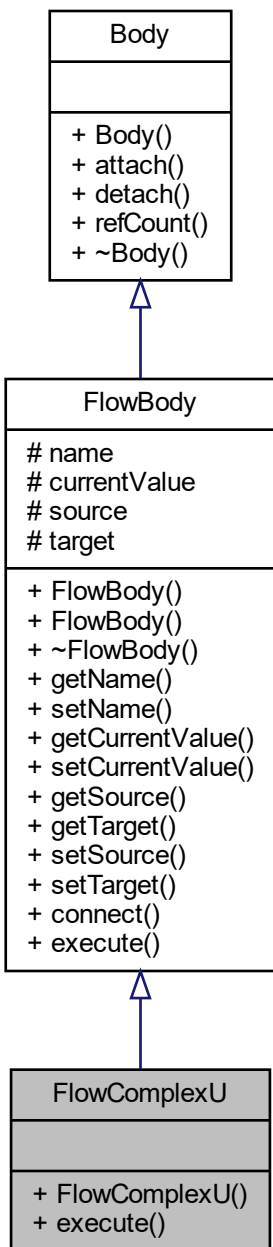 Body
+ Body()
+ attach()
+ detach()
+ refCount()
+ ~Body()
FlowBody
# name
# currentValue
# source
# target
+ FlowBody()
+ FlowBody()
+ ~FlowBody()
+ getName()
+ setName()
+ getCurrentValue()
+ setCurrentValue()
+ getSource()
+ getTarget()
+ setSource()
+ setTarget()
+ connect()
+ execute()
FlowComplexU
+ FlowComplexU()
+ execute()